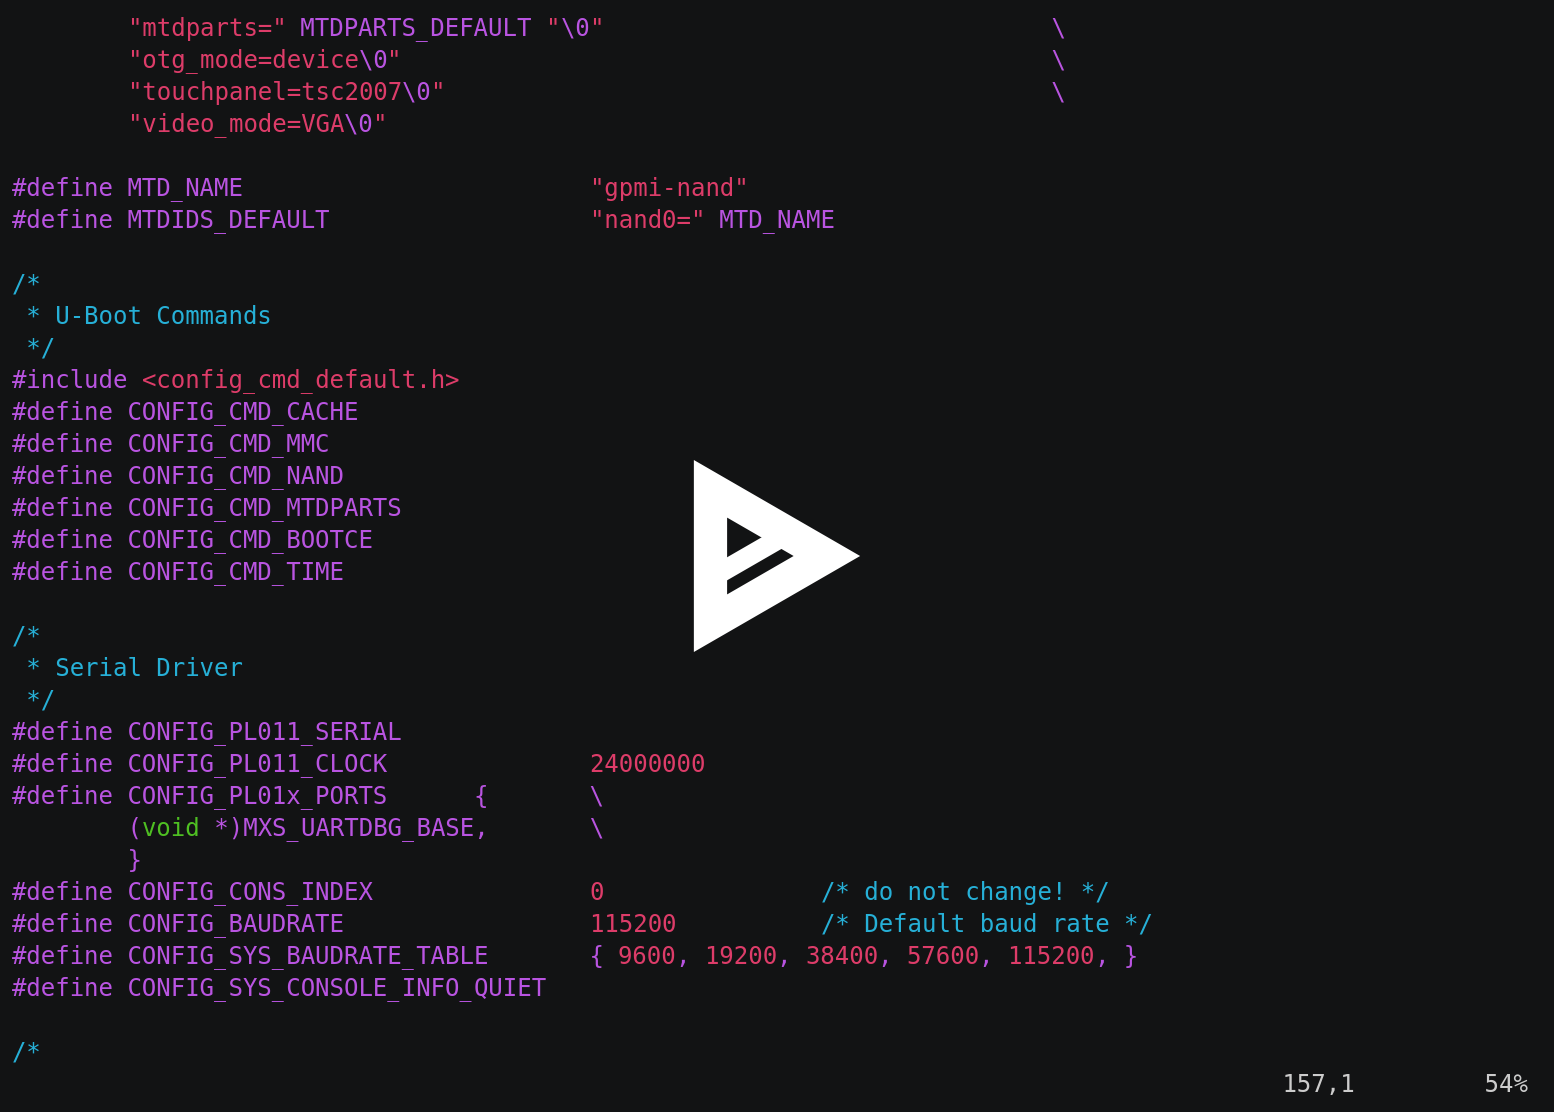 "mtdparts=" MTDPARTS_DEFAULT "\0" \
"otg_mode=device\0" \
"touchpanel=tsc2007\0" \
"video_mode=VGA\0"
#define MTD_NAME "gpmi-nand"
#define MTDIDS_DEFAULT "nand0=" MTD_NAME
/*
* U-Boot Commands
*/
#include <config_cmd_default.h>
#define CONFIG_CMD_CACHE
#define CONFIG_CMD_MMC
#define CONFIG_CMD_NAND
#define CONFIG_CMD_MTDPARTS
#define CONFIG_CMD_BOOTCE
#define CONFIG_CMD_TIME
/*
* Serial Driver
*/
#define CONFIG_PL011_SERIAL
#define CONFIG_PL011_CLOCK 24000000
#define CONFIG_PL01x_PORTS { \
(void *)MXS_UARTDBG_BASE, \
}
#define CONFIG_CONS_INDEX 0 /* do not change! */
#define CONFIG_BAUDRATE 115200 /* Default baud rate */
#define CONFIG_SYS_BAUDRATE_TABLE { 9600, 19200, 38400, 57600, 115200, }
#define CONFIG_SYS_CONSOLE_INFO_QUIET
/*
157,1 54%